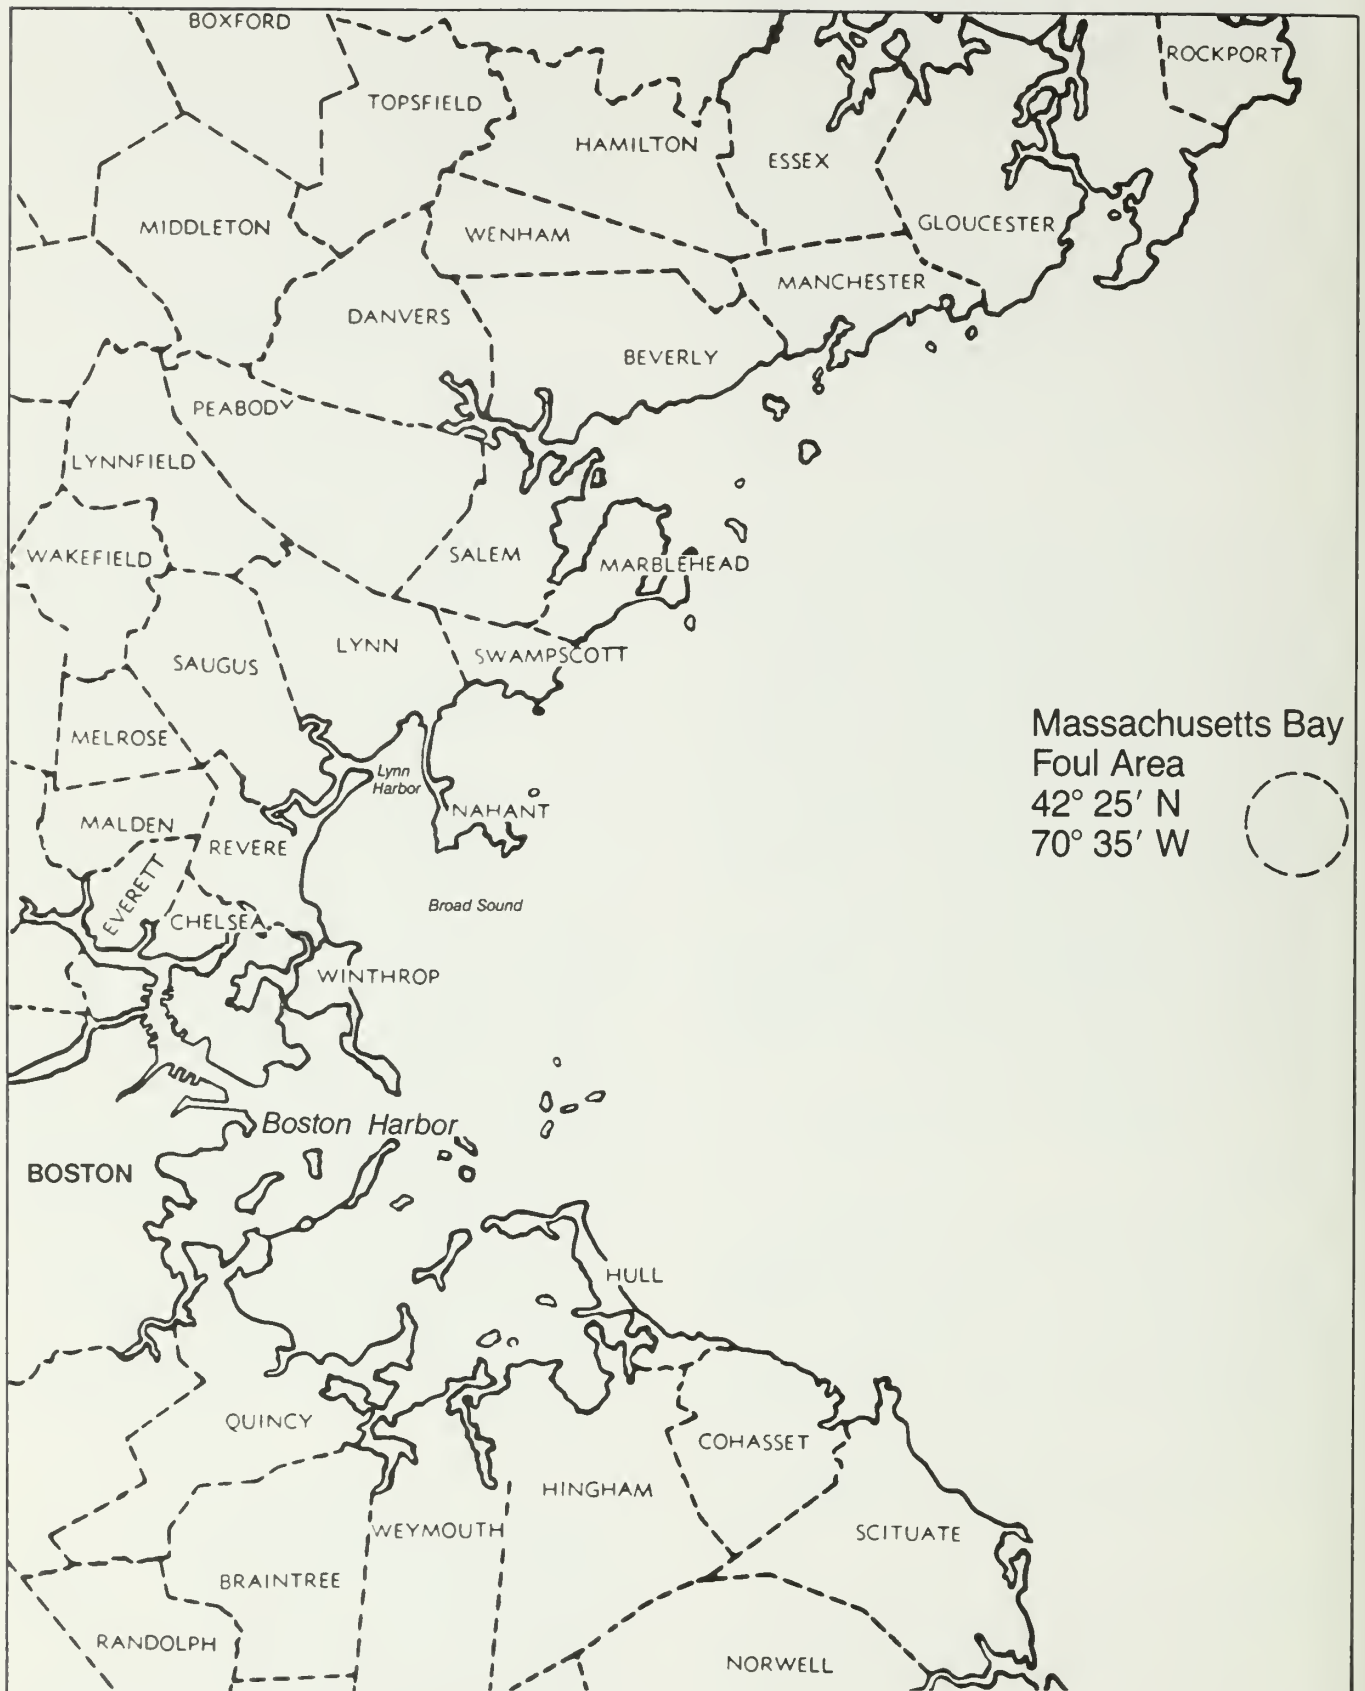 BOXFORD
ROCKPORT
TOPSFIELD
HAMILTON
ESSEX
MIDDLETON
WENHAM
GLOUCESTER
MANCHESTER
DANVERS
BEVERLY
PEABODY
LYNNFIELD
WAKEFIELD
SALEM
MARBLEHEAD
LYNN
SWAMPSCOTT
SAUGUS
MELROSE
Massachusetts Bay
Foul Area
42° 25' N
70° 35' W
Lynn
Harbor
NAHANT
MALDEN
REVERE
EVERETT
CHELSEA
Broad Sound
WINTHROP
Boston Harbor
BOSTON
HULL
QUINCY
COHASSET
HINGHAM
WEYMOUTH
SCITUATE
BRAINTREE
RANDOLPH
NORWELL